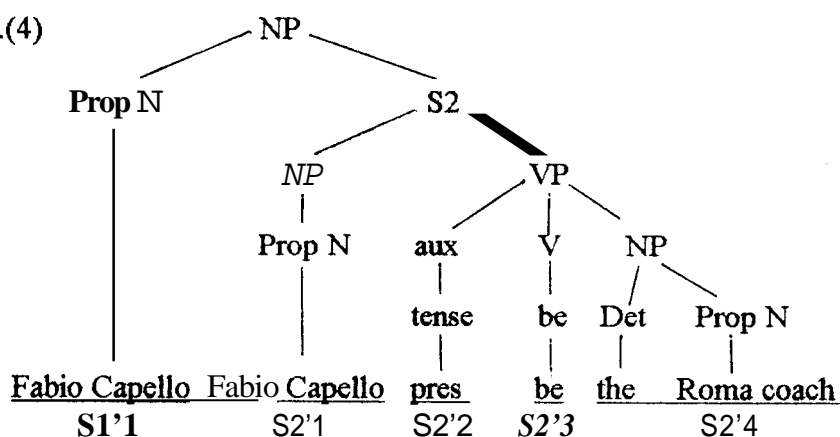 .(4) NP
Prop N S2
NP VP
Prop N aux V NP
tense be Det Prop N
Fabio Capello Fabio Capello pres be the Roma coach
S1'1 S2'1 S2'2 S2'3 S2'4